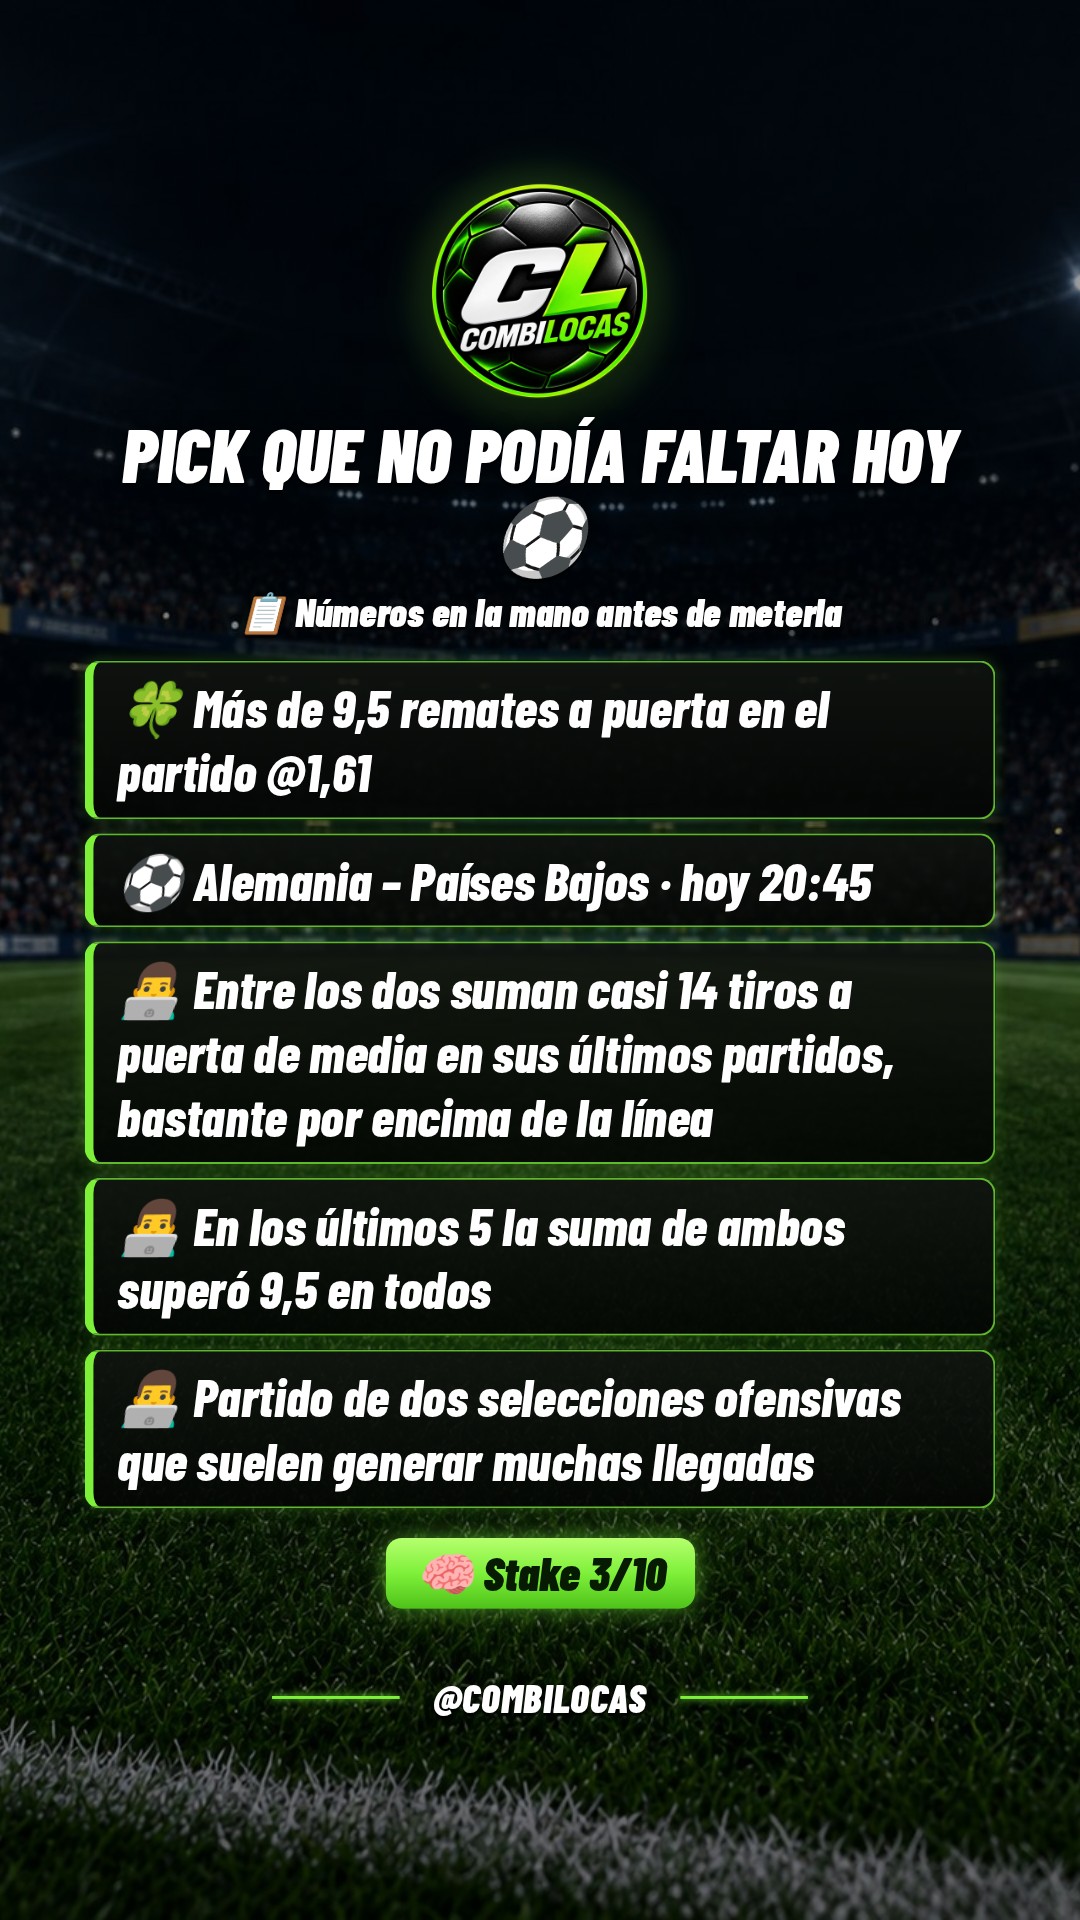 CL
COMBILOCAS
PICK QUE NO PODÍA FALTAR HOY
⚽
📋 Números en la mano antes de meterla
🍀 Más de 9,5 remates a puerta en el
partido @1,61
⚽ Alemania – Países Bajos · hoy 20:45
👨‍💻 Entre los dos suman casi 14 tiros a
puerta de media en sus últimos partidos,
bastante por encima de la línea
👨‍💻 En los últimos 5 la suma de ambos
superó 9,5 en todos
👨‍💻 Partido de dos selecciones ofensivas
que suelen generar muchas llegadas
🧠 Stake 3/10
@COMBILOCAS